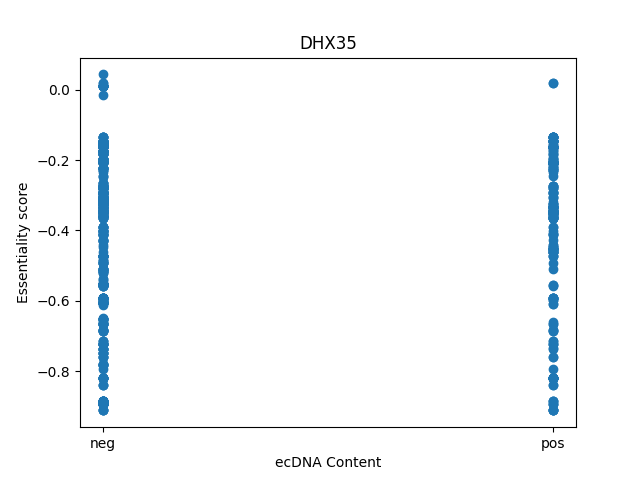 DHX35
0.0
−0.2
−0.4
−0.6
−0.8
Essentiality score
neg
pos
ecDNA Content